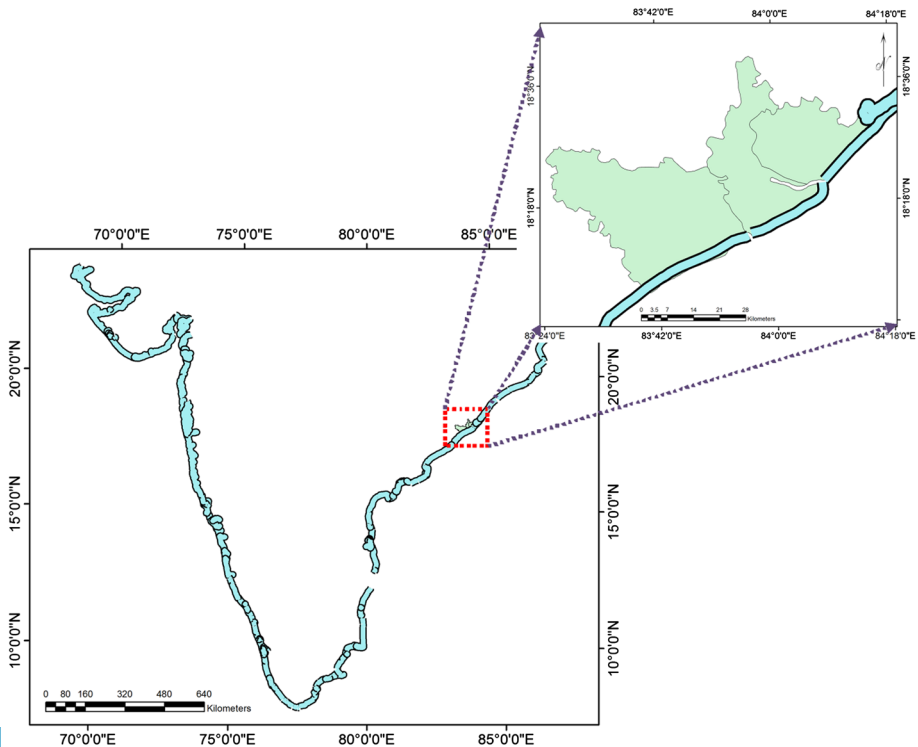 83°42'0"E 84°0'0"E 84°18'0"E
N
18°36'0"N 18°36'0"N
18°18'0"N 18°18'0"N
0 3.5 7 14 21 28
Kilometers
83°24'0"E 83°42'0"E 84°0'0"E 84°18'0"E
70°0'0"E 75°0'0"E 80°0'0"E 85°0'0"E
20°0'0"N 20°0'0"N
15°0'0"N 15°0'0"N
10°0'0"N 10°0'0"N
0 80 160 320 480 640
Kilometers
70°0'0"E 75°0'0"E 80°0'0"E 85°0'0"E